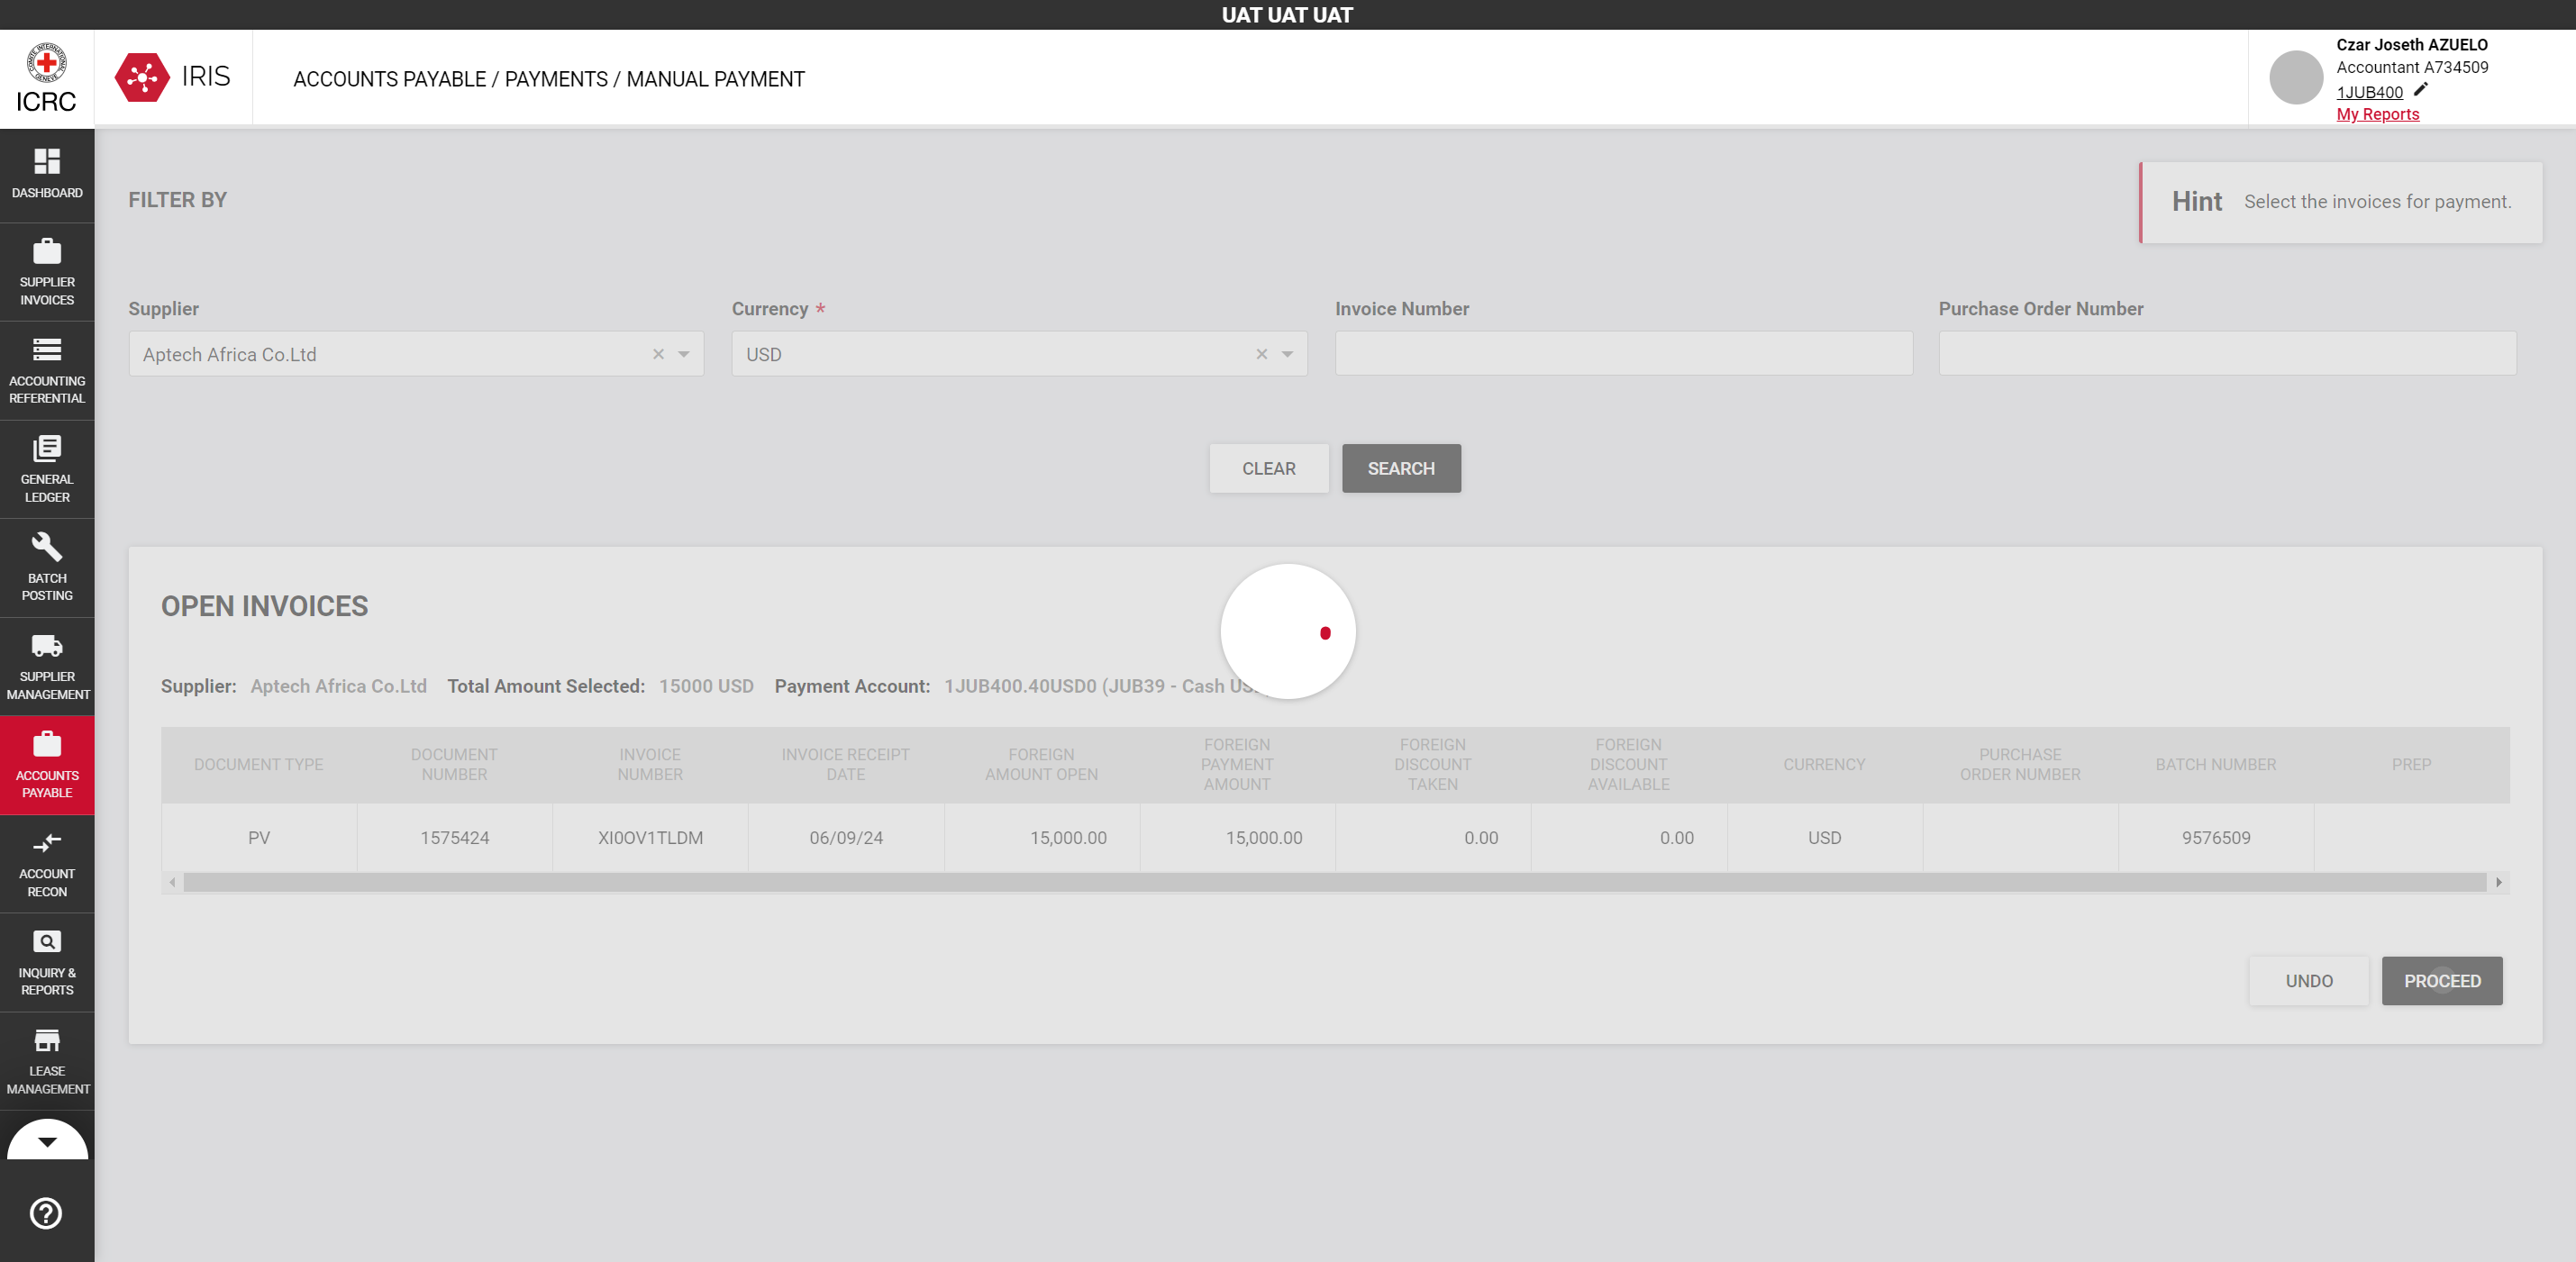 UAT UAT UAT
ICRC
IRIS
ACCOUNTS PAYABLE / PAYMENTS / MANUAL PAYMENT
Czar Joseth AZUELO
Accountant A734509
1JUB400
My Reports
DASHBOARD
SUPPLIER
INVOICES
ACCOUNTING
REFERENTIAL
GENERAL
LEDGER
BATCH
POSTING
SUPPLIER
MANAGEMENT
ACCOUNTS
PAYABLE
ACCOUNT
RECON
INQUIRY &
REPORTS
LEASE
MANAGEMENT
FILTER BY
Hint Select the invoices for payment.
Supplier
Currency *
Invoice Number
Purchase Order Number
Aptech Africa Co.Ltd
USD
CLEAR
SEARCH
OPEN INVOICES
Supplier: Aptech Africa Co.Ltd Total Amount Selected: 15000 USD Payment Account: 1JUB400.40USD0 (JUB39 - Cash
DOCUMENT TYPE
DOCUMENT
NUMBER
INVOICE
NUMBER
INVOICE RECEIPT
DATE
FOREIGN
AMOUNT OPEN
FOREIGN
PAYMENT
AMOUNT
FOREIGN
DISCOUNT
TAKEN
FOREIGN
DISCOUNT
AVAILABLE
CURRENCY
PURCHASE
ORDER NUMBER
BATCH NUMBER
PREP
PV 1575424 XI0OV1TLDM 06/09/24 15,000.00 15,000.00 0.00 0.00 USD 9576509
UNDO
PROCEED